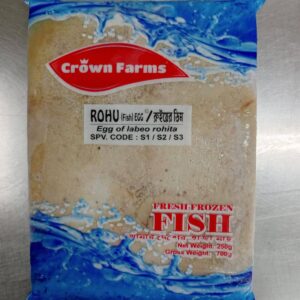 Crown Farms
ROHU (Fish) EGG / রুইয়ের ডিম
Egg of labeo rohita
SPV. CODE : S1 / S2 / S3
FRESH FROZEN
FISH
Net Weight: 250g
Gross Weight: 700g